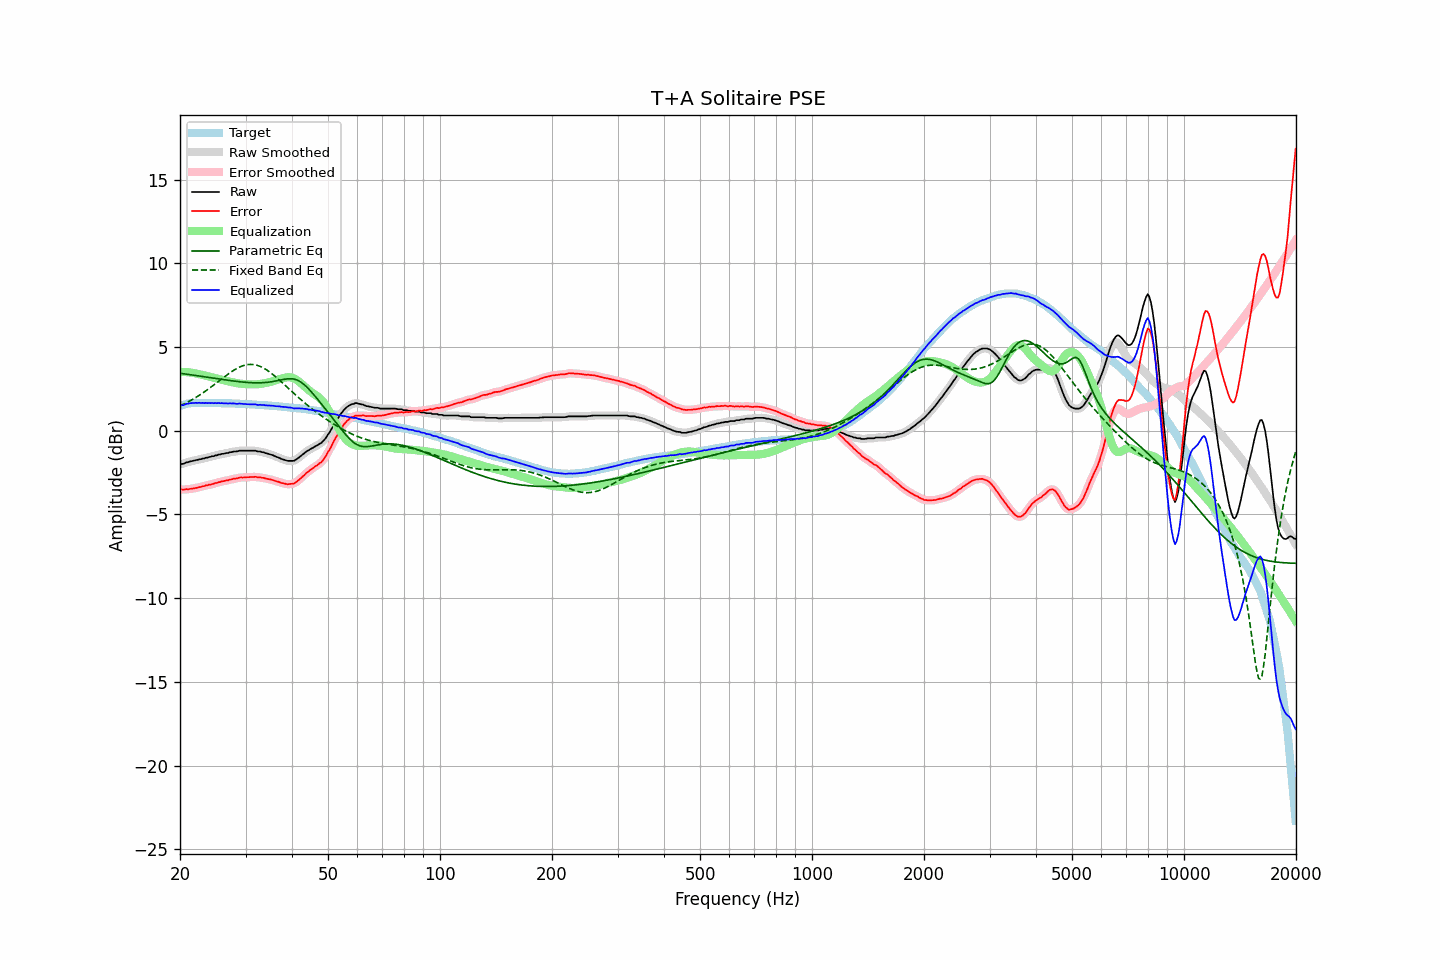 T+A Solitaire PSE
Target
Raw Smoothed
Error Smoothed
Raw
Error
Equalization
Parametric Eq
Fixed Band Eq
Equalized
15
10
5
0
−5
−10
−15
−20
−25
Amplitude (dBr)
20 50 100 200 500 1000 2000 5000 10000 20000
Frequency (Hz)